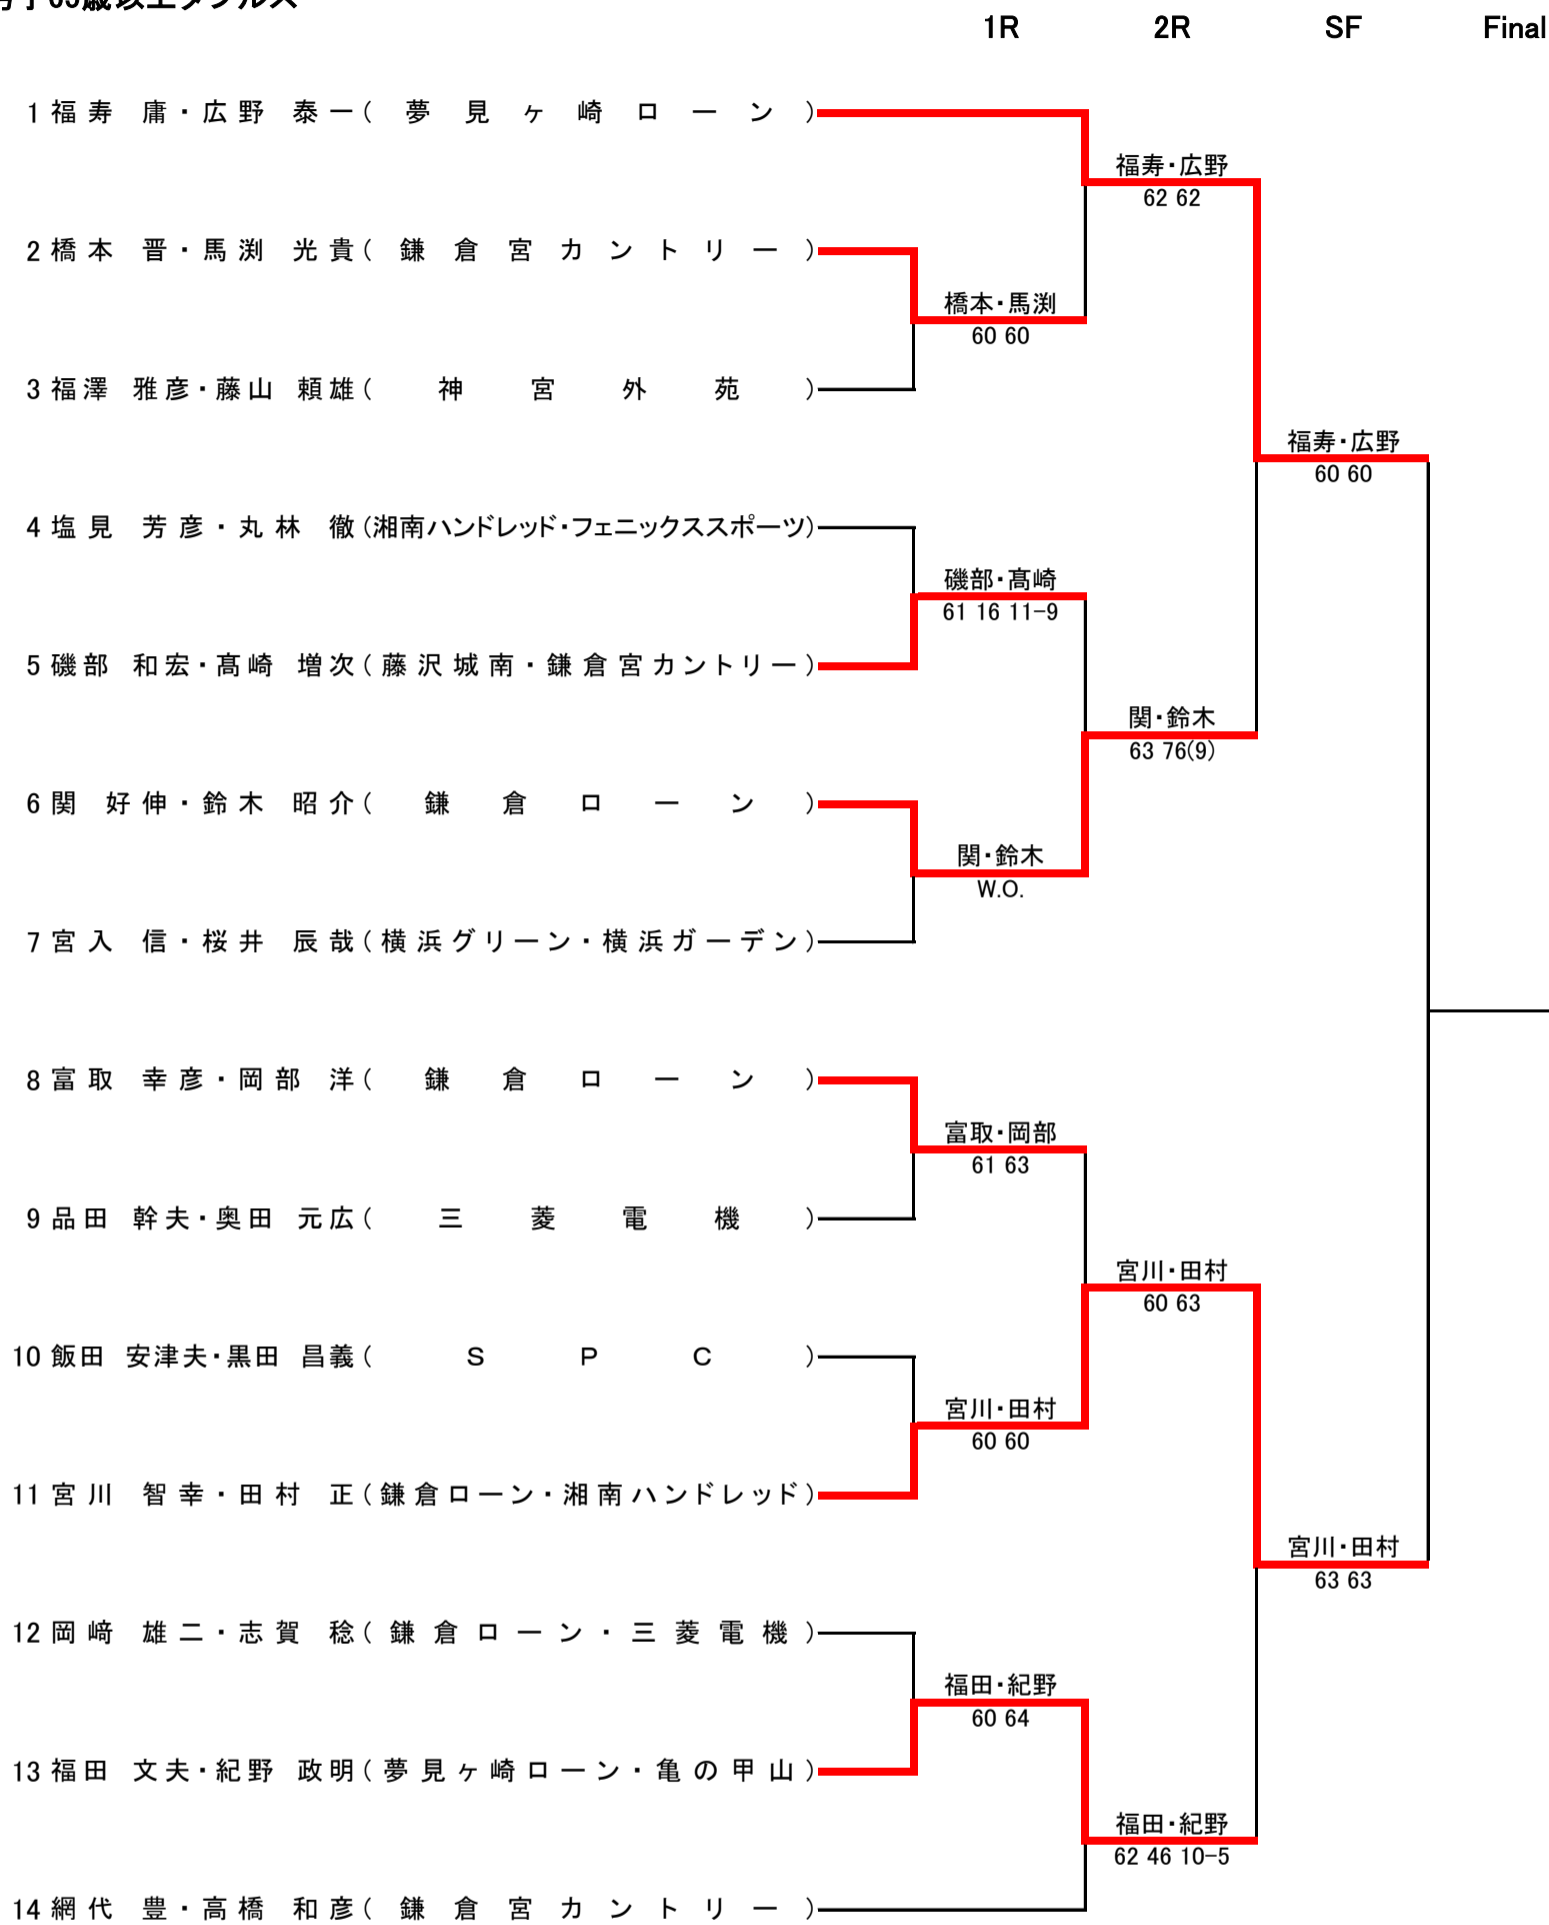 男子65歳以上ダブルス
1R 2R SF Final
1 福寿 庸・広野 泰一(夢見ヶ崎ローン)
福寿・広野
62 62
2 橋本 晋・馬渕 光貴(鎌倉宮カントリー)
橋本・馬渕
60 60
3 福澤 雅彦・藤山 頼雄(神宮外苑)
福寿・広野
60 60
4 塩見 芳彦・丸林 徹(湘南ハンドレッド・フェニックススポーツ)
磯部・髙崎
61 16 11-9
5 磯部 和宏・髙崎 増次(藤沢城南・鎌倉宮カントリー)
関・鈴木
63 76(9)
6 関 好伸・鈴木 昭介(鎌倉ローン)
関・鈴木
W.O.
7 宮入 信・桜井 辰哉(横浜グリーン・横浜ガーデン)
8 富取 幸彦・岡部 洋(鎌倉ローン)
富取・岡部
61 63
9 品田 幹夫・奥田 元広(三菱電機)
宮川・田村
60 63
10 飯田 安津夫・黒田 昌義(SPC)
宮川・田村
60 60
11 宮川 智幸・田村 正(鎌倉ローン・湘南ハンドレッド)
宮川・田村
63 63
12 岡﨑 雄二・志賀 稔(鎌倉ローン・三菱電機)
福田・紀野
60 64
13 福田 文夫・紀野 政明(夢見ヶ崎ローン・亀の甲山)
福田・紀野
62 46 10-5
14 網代 豊・高橋 和彦(鎌倉宮カントリー)